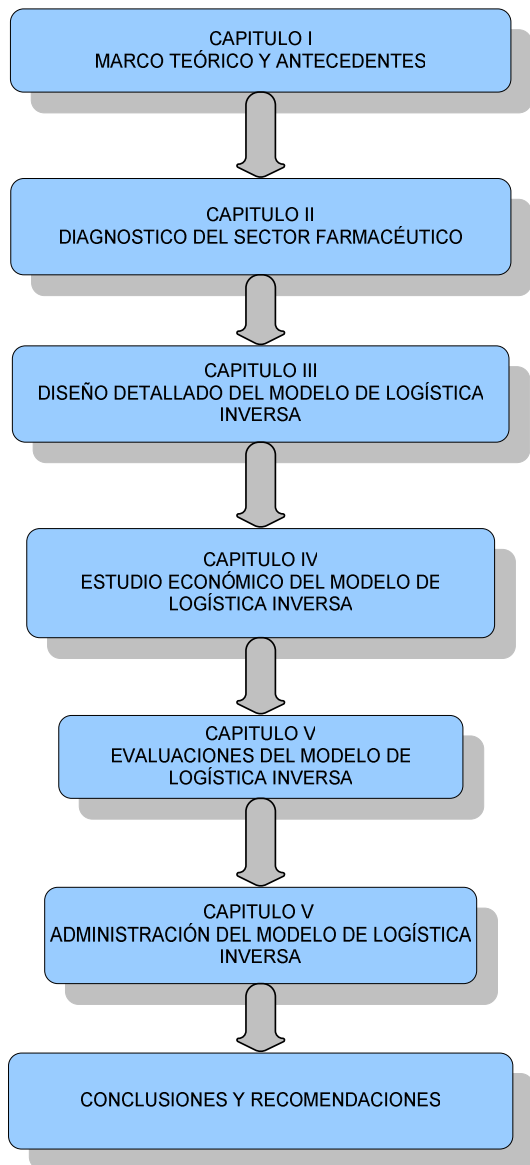 CAPITULO I
MARCO TEÓRICO Y ANTECEDENTES
CAPITULO II
DIAGNOSTICO DEL SECTOR FARMACÉUTICO
CAPITULO III
DISEÑO DETALLADO DEL MODELO DE LOGÍSTICA
INVERSA
CAPITULO IV
ESTUDIO ECONÓMICO DEL MODELO DE
LOGÍSTICA INVERSA
CAPITULO V
EVALUACIONES DEL MODELO DE
LOGÍSTICA INVERSA
CAPITULO V
ADMINISTRACIÓN DEL MODELO DE LOGÍSTICA
INVERSA
CONCLUSIONES Y RECOMENDACIONES